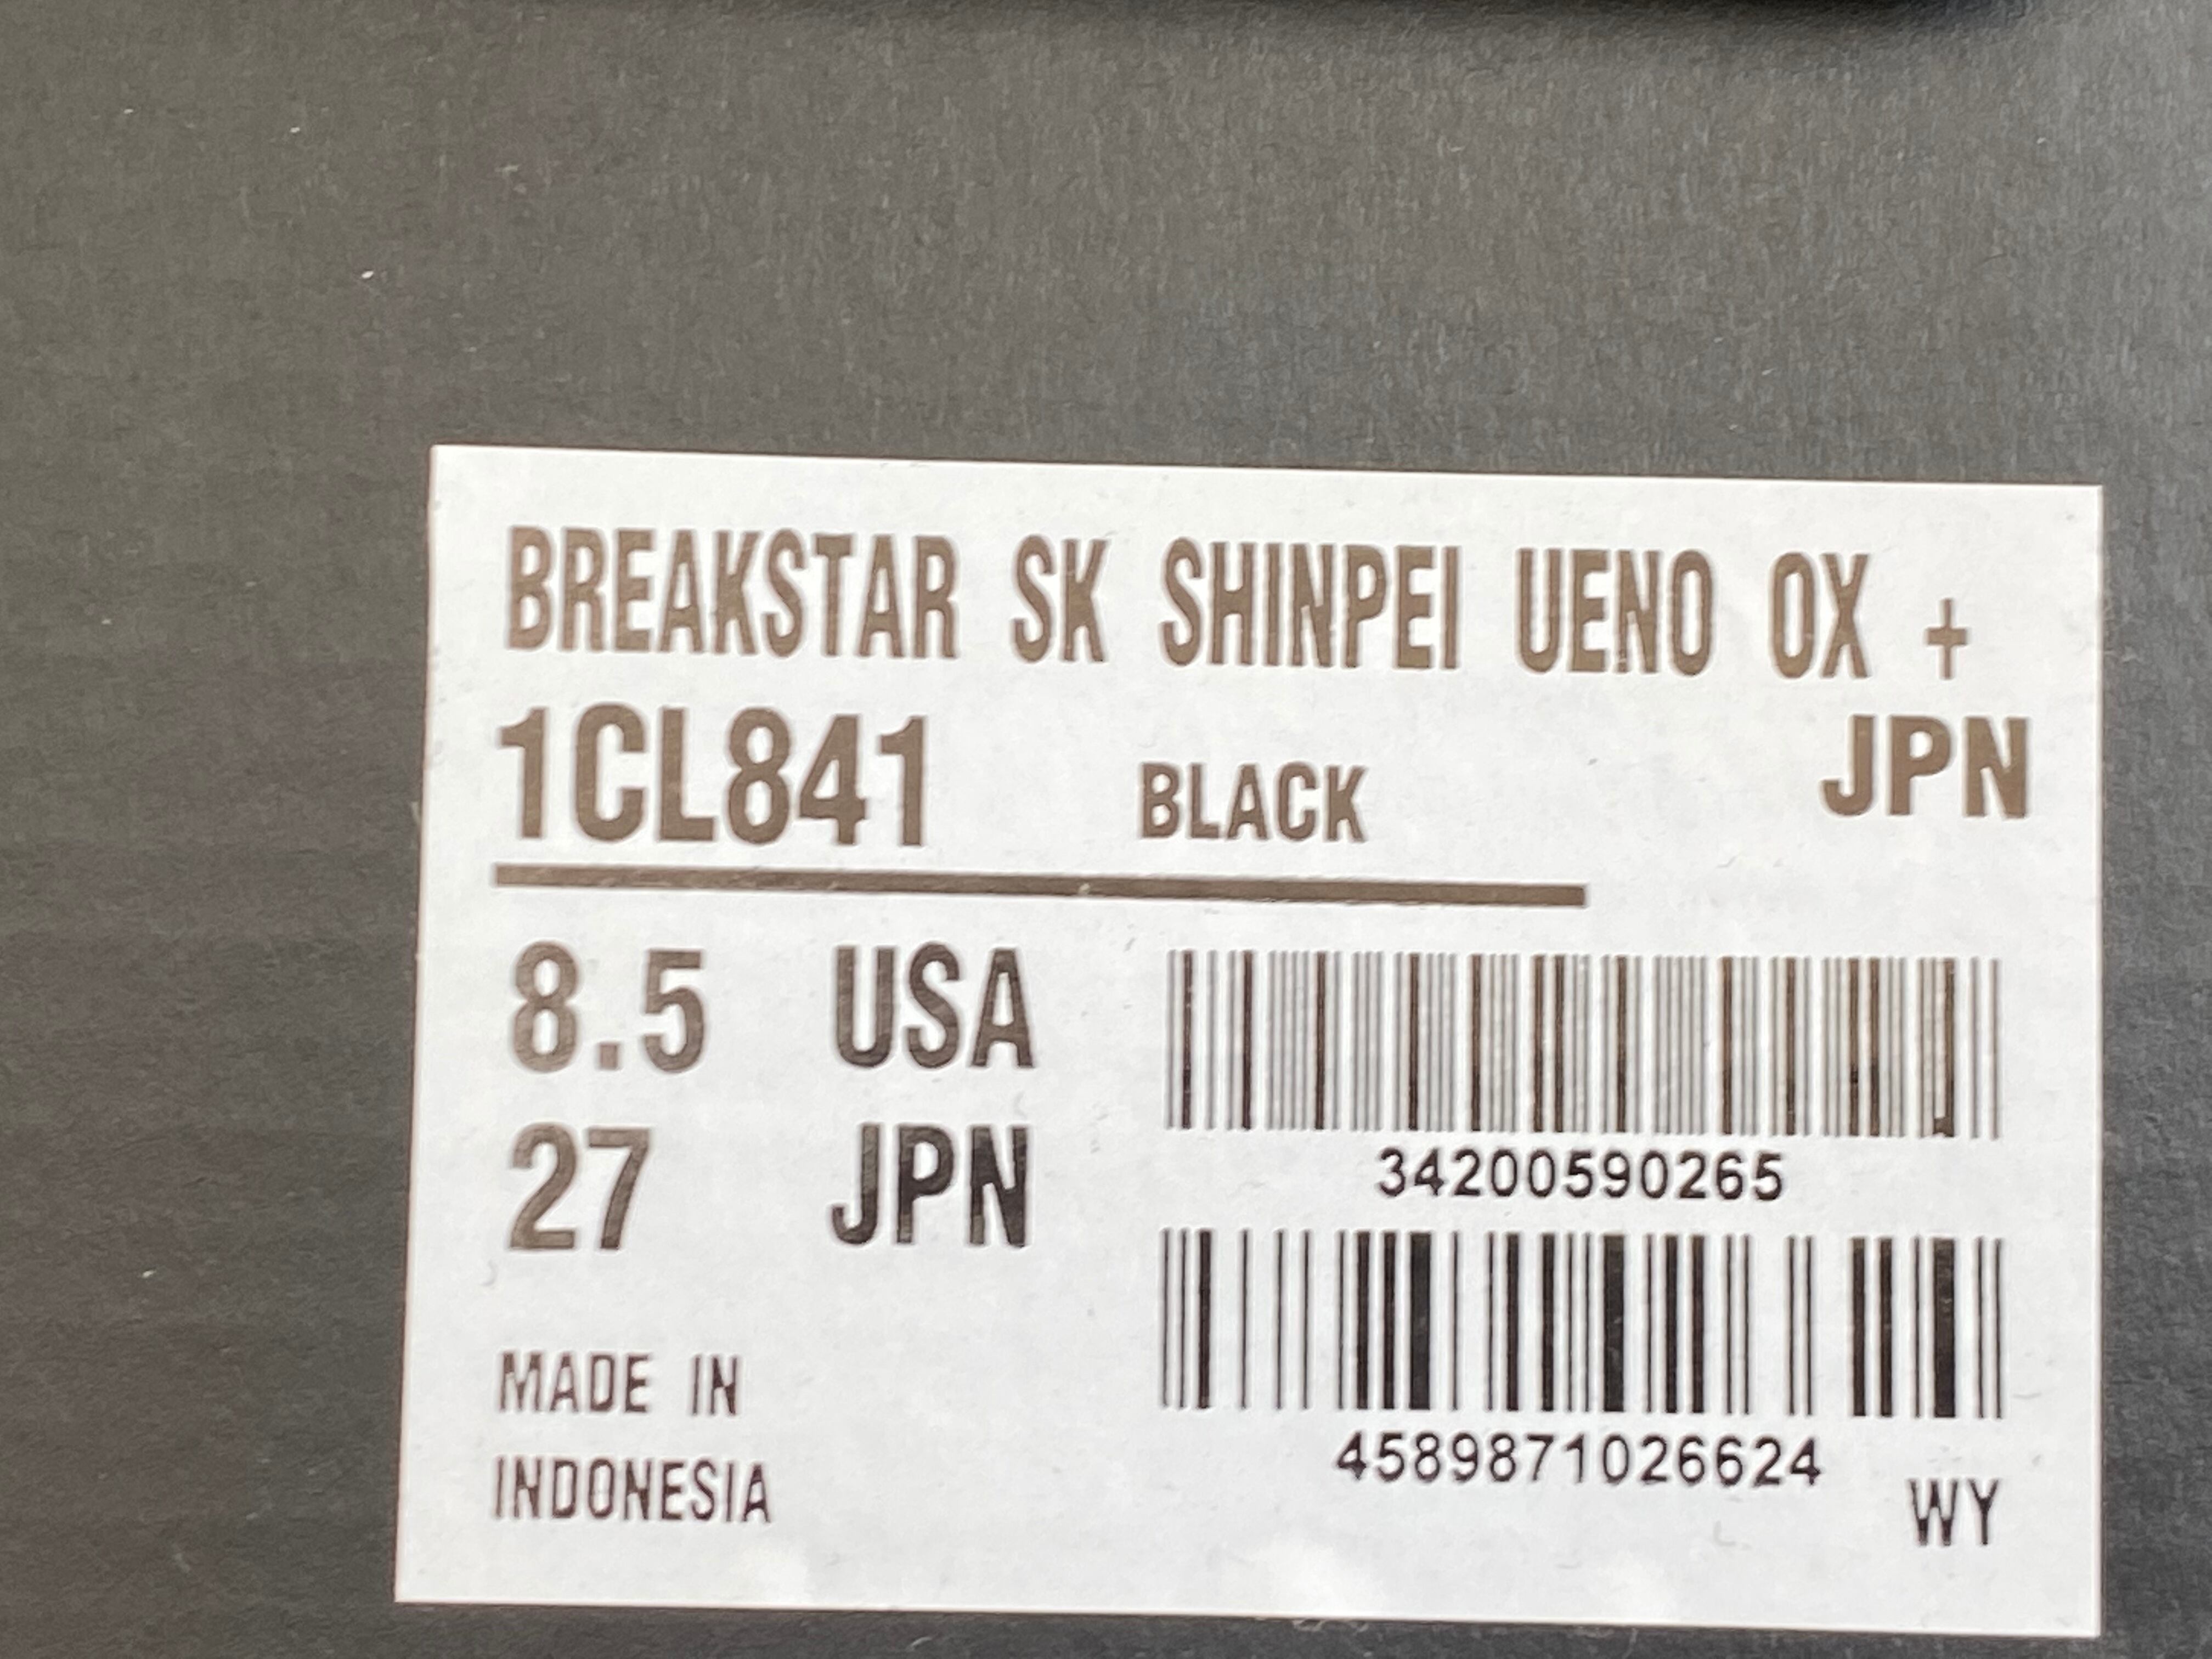 BREAKSTAR SK SHINPEI UENO OX +
1CL841 BLACK JPN
8.5 USA
27 JPN
34200590265
MADE IN
INDONESIA
4589871026624
WY